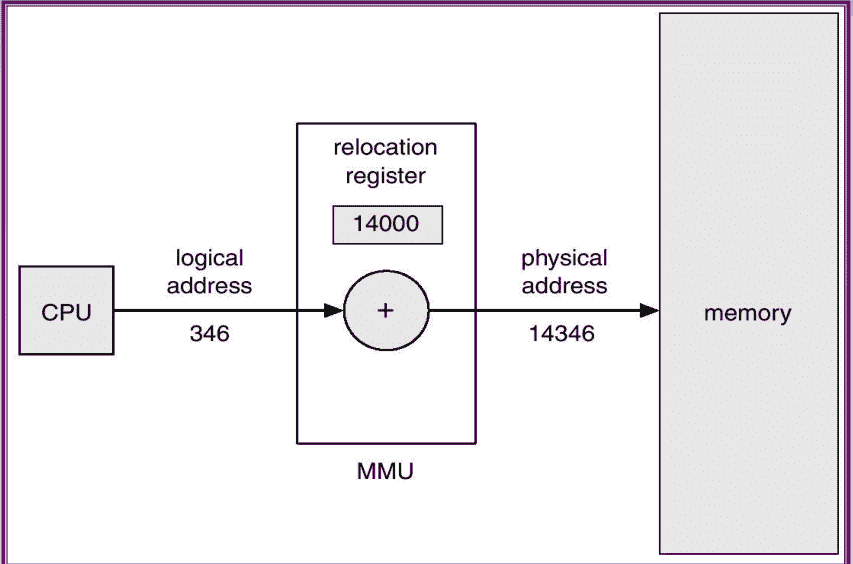 relocation
register
14000
logical
address
346
CPU
+
physical
address
14346
memory
MMU